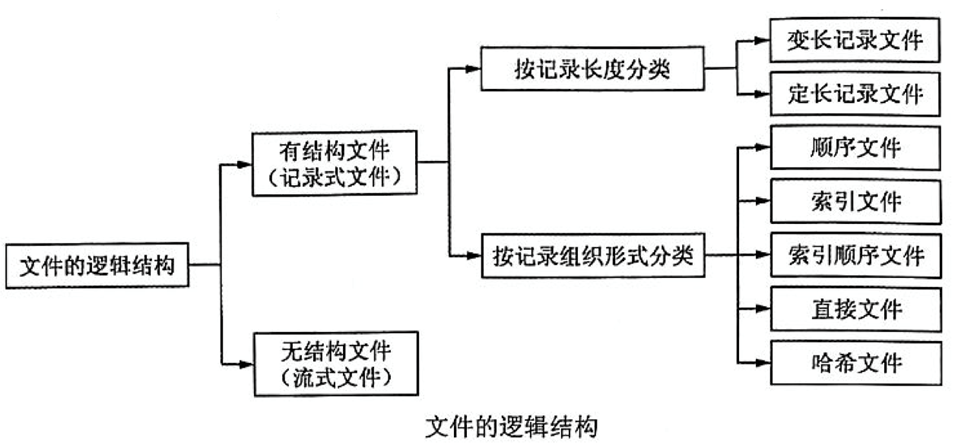 文件的逻辑结构
有结构文件
（记录式文件）
无结构文件
（流式文件）
按记录长度分类
按记录组织形式分类
变长记录文件
定长记录文件
顺序文件
索引文件
索引顺序文件
直接文件
哈希文件
文件的逻辑结构